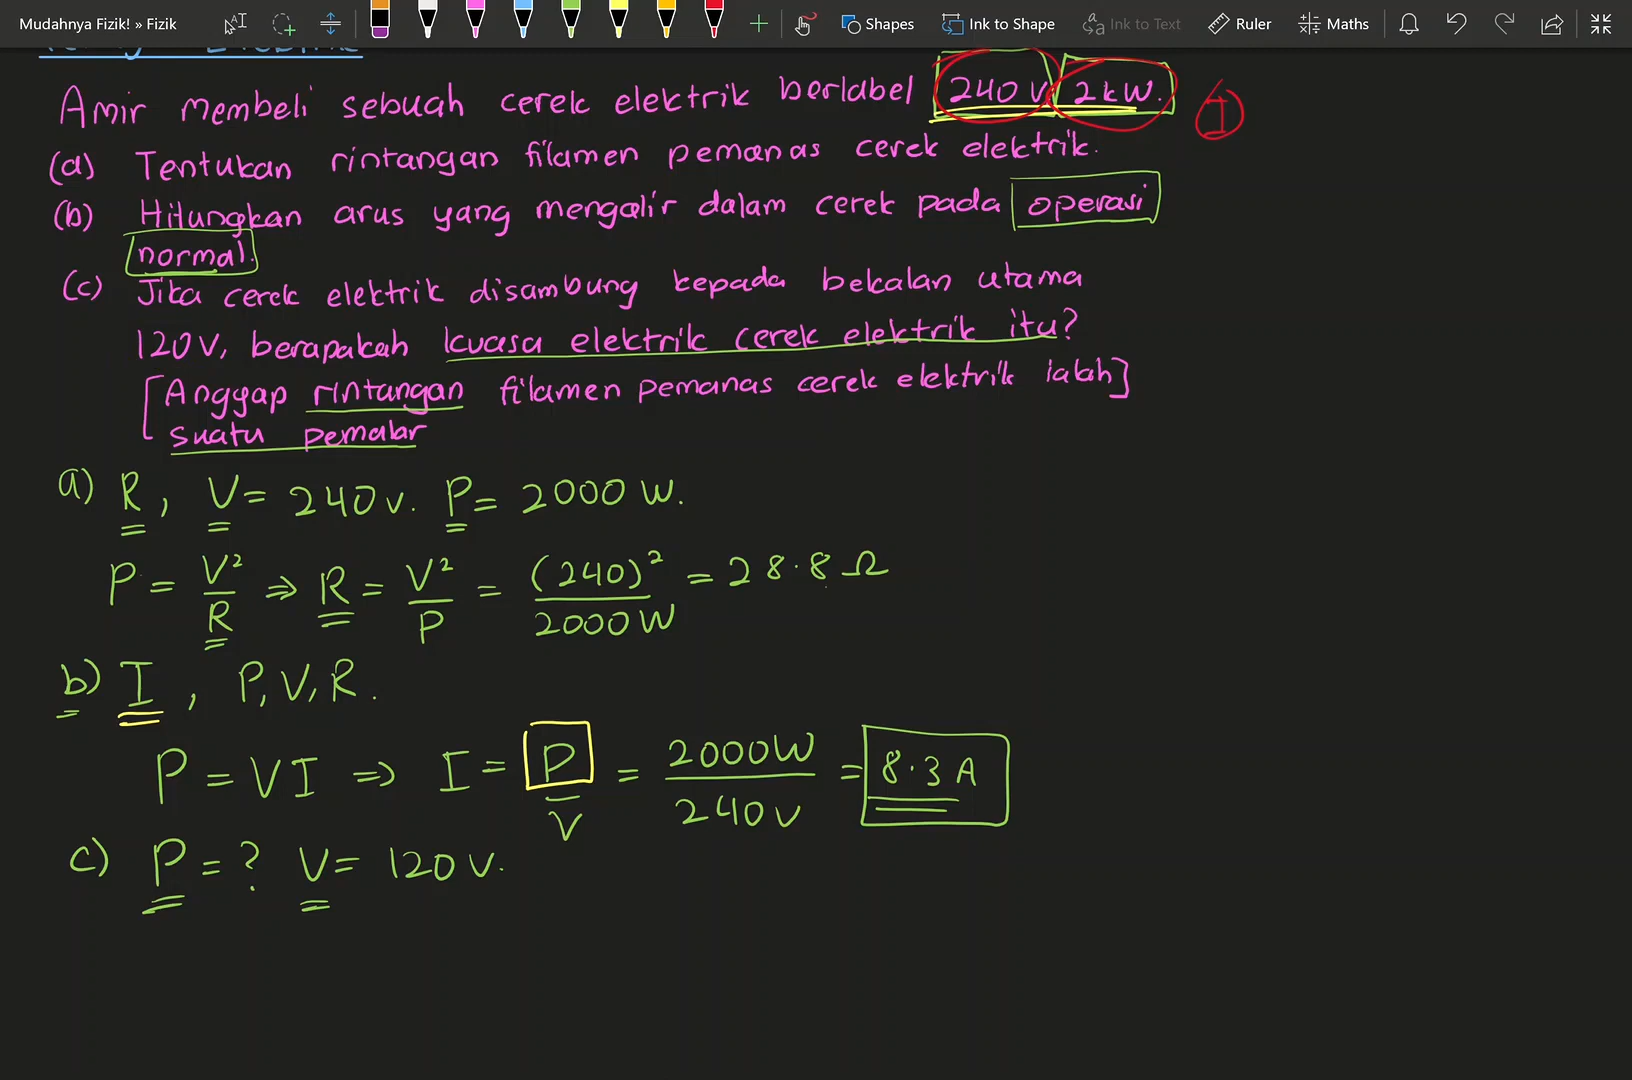 Mudahnya Fizik! » Fizik
Shapes
Ink to Shape
Ink to Text
Ruler
Maths
Amir membeli sebuah cerek elektrik berlabel 240 V 2 kW. I
(a) Tentukan rintangan filamen pemanas cerek elektrik.
(b) Hitungkan arus yang mengalir dalam cerek pada operasi
normal.
(c) Jika cerek elektrik disambung kepada bekalan utama
120V, berapakah kuasa elektrik cerek elektrik itu?
[Anggap rintangan filamen pemanas cerek elektrik ialah]
suatu pemalar
a) R, V = 240 v. P = 2000 W.
P = V²/R ⇒ R = V²/P = (240)²/2000W = 28.8 Ω
b) I, P, V, R.
P = VI ⇒ I = P/V = 2000W/240V = 8.3 A
c) P = ? V = 120 V.